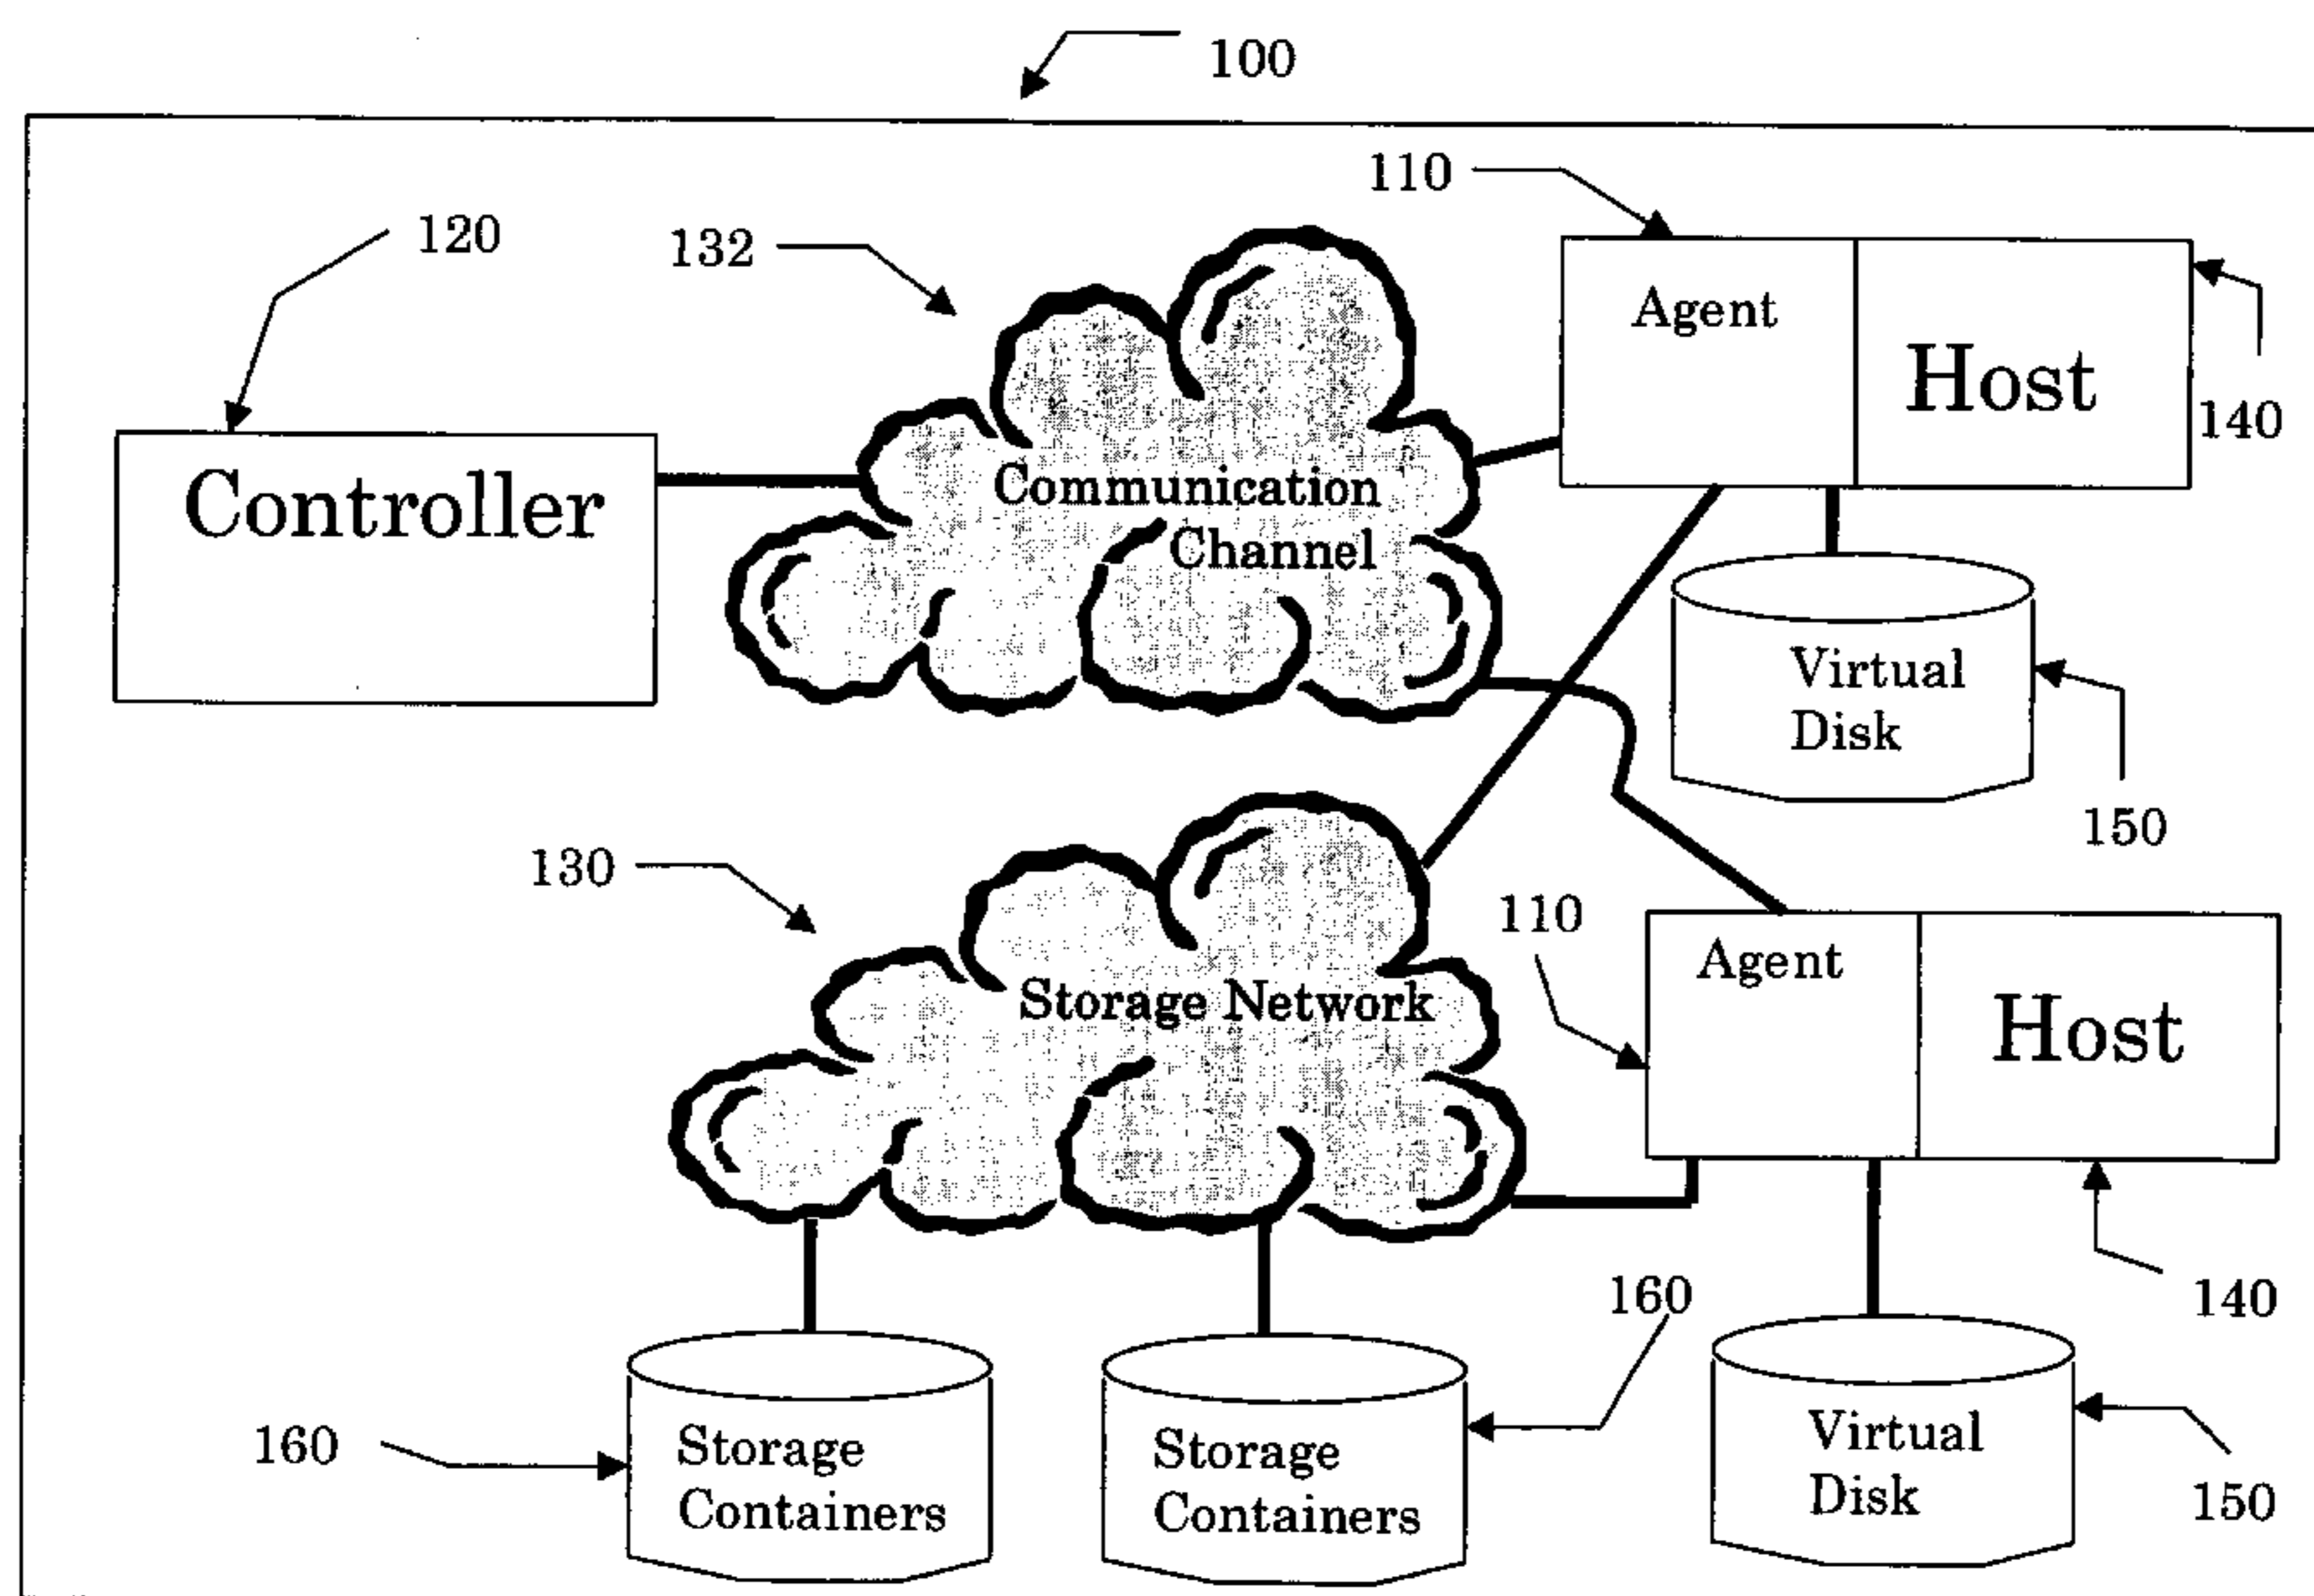 100
110
120
132
Agent
Host
140
Controller
Communication
Channel
Virtual
Disk
150
130
110
Agent
Storage Network
Host
160
140
160
Storage
Containers
Storage
Containers
Virtual
Disk
150